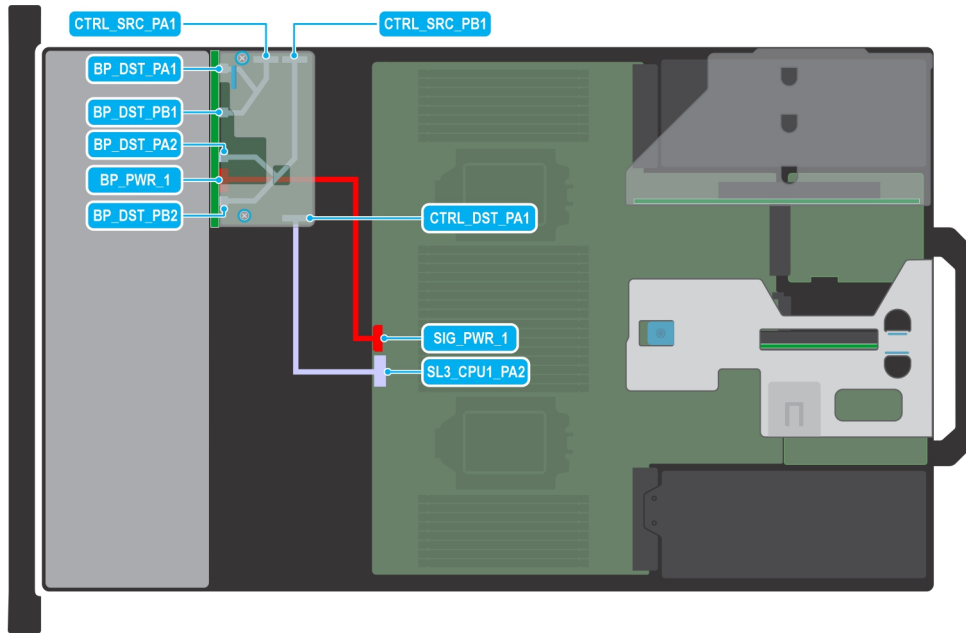 CTRL_SRC_PA1
CTRL_SRC_PB1
BP_DST_PA1
BP_DST_PB1
BP_DST_PA2
BP_PWR_1
BP_DST_PB2
CTRL_DST_PA1
SIG_PWR_1
SL3_CPU1_PA2